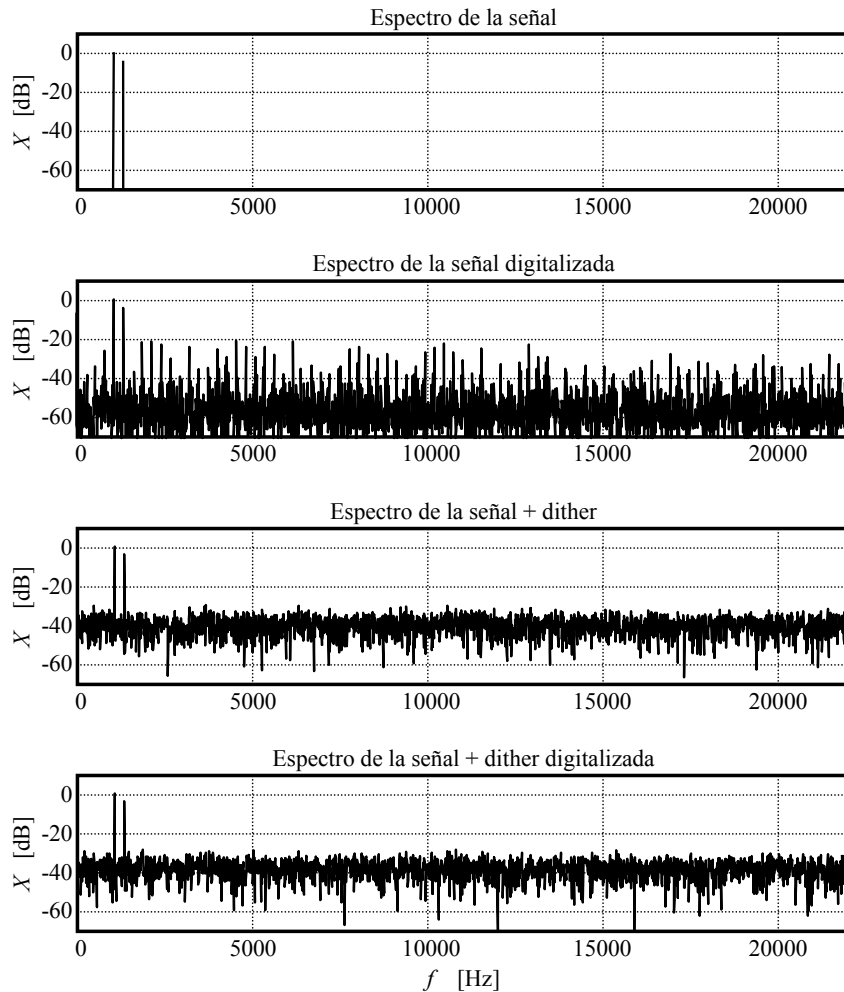 Espectro de la señal
X [dB]
0
-20
-40
-60
0 5000 10000 15000 20000
Espectro de la señal digitalizada
X [dB]
0
-20
-40
-60
0 5000 10000 15000 20000
Espectro de la señal + dither
X [dB]
0
-20
-40
-60
0 5000 10000 15000 20000
Espectro de la señal + dither digitalizada
X [dB]
0
-20
-40
-60
0 5000 10000 15000 20000
f [Hz]